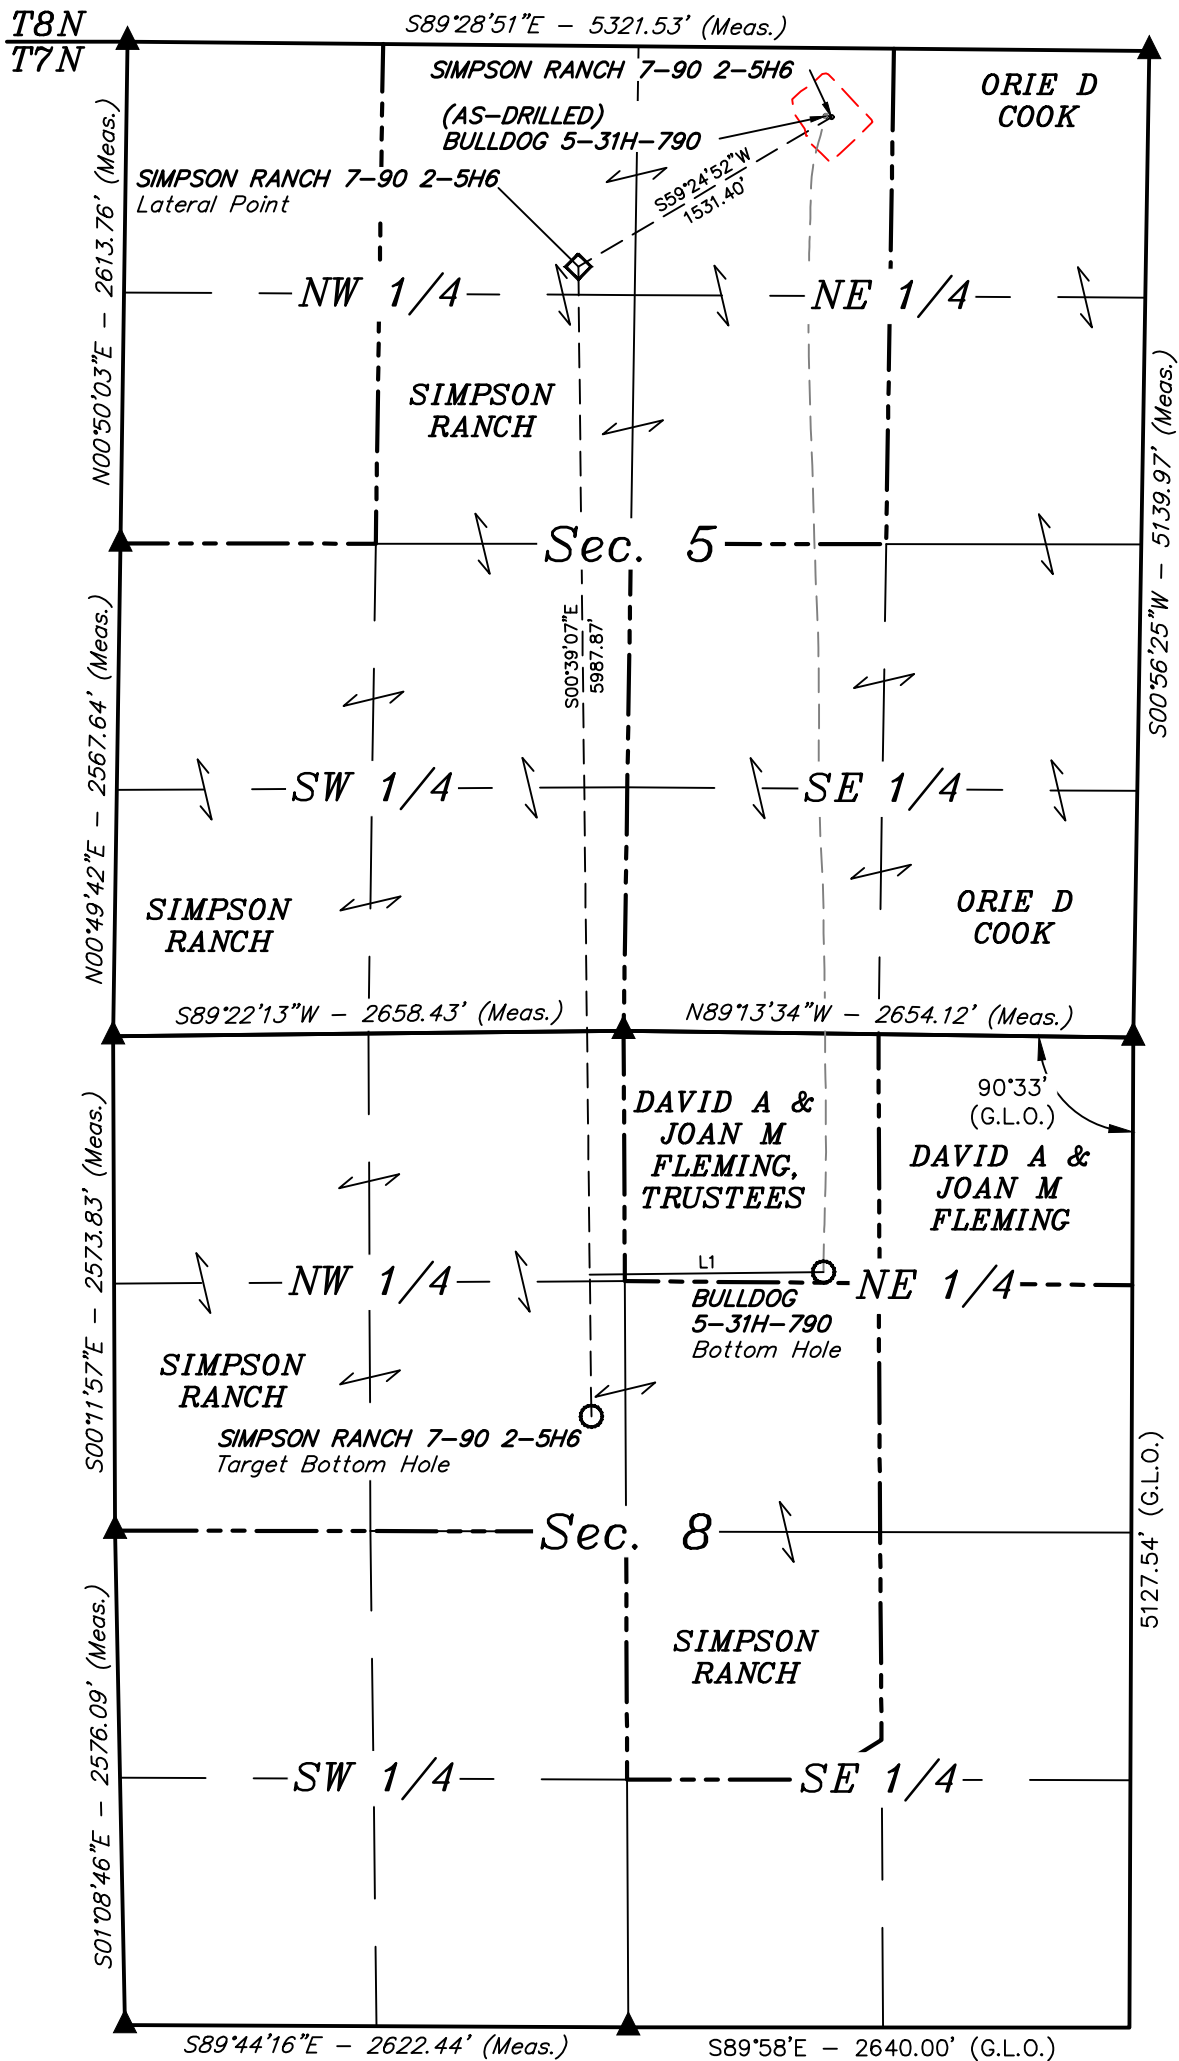 T8N
T7N
S89°28'51"E - 5321.53' (Meas.)
SIMPSON RANCH 7-90 2-5H6
(AS-DRILLED)
BULLDOG 5-31H-790
ORIE D
COOK
SIMPSON RANCH 7-90 2-5H6
Lateral Point
S59°24'52"W
1531.40'
N00°50'03"E - 2613.76' (Meas.)
NW 1/4
NE 1/4
SIMPSON
RANCH
S00°56'25"W - 5139.97' (Meas.)
Sec. 5
S00°39'07"E
5987.87'
N00°49'42"E - 2567.64' (Meas.)
SW 1/4
SE 1/4
SIMPSON
RANCH
ORIE D
COOK
S89°22'13"W - 2658.43' (Meas.)
N89°13'34"W - 2654.12' (Meas.)
90°33'
(G.L.O.)
DAVID A &
JOAN M
FLEMING,
TRUSTEES
DAVID A &
JOAN M
FLEMING
S00°11'57"E - 2573.83' (Meas.)
L1
NW 1/4
NE 1/4
BULLDOG
5-31H-790
Bottom Hole
SIMPSON
RANCH
SIMPSON RANCH 7-90 2-5H6
Target Bottom Hole
Sec. 8
5127.54' (G.L.O.)
S01°08'46"E - 2576.09' (Meas.)
SIMPSON
RANCH
SW 1/4
SE 1/4
S89°44'16"E - 2622.44' (Meas.)
S89°58'E - 2640.00' (G.L.O.)